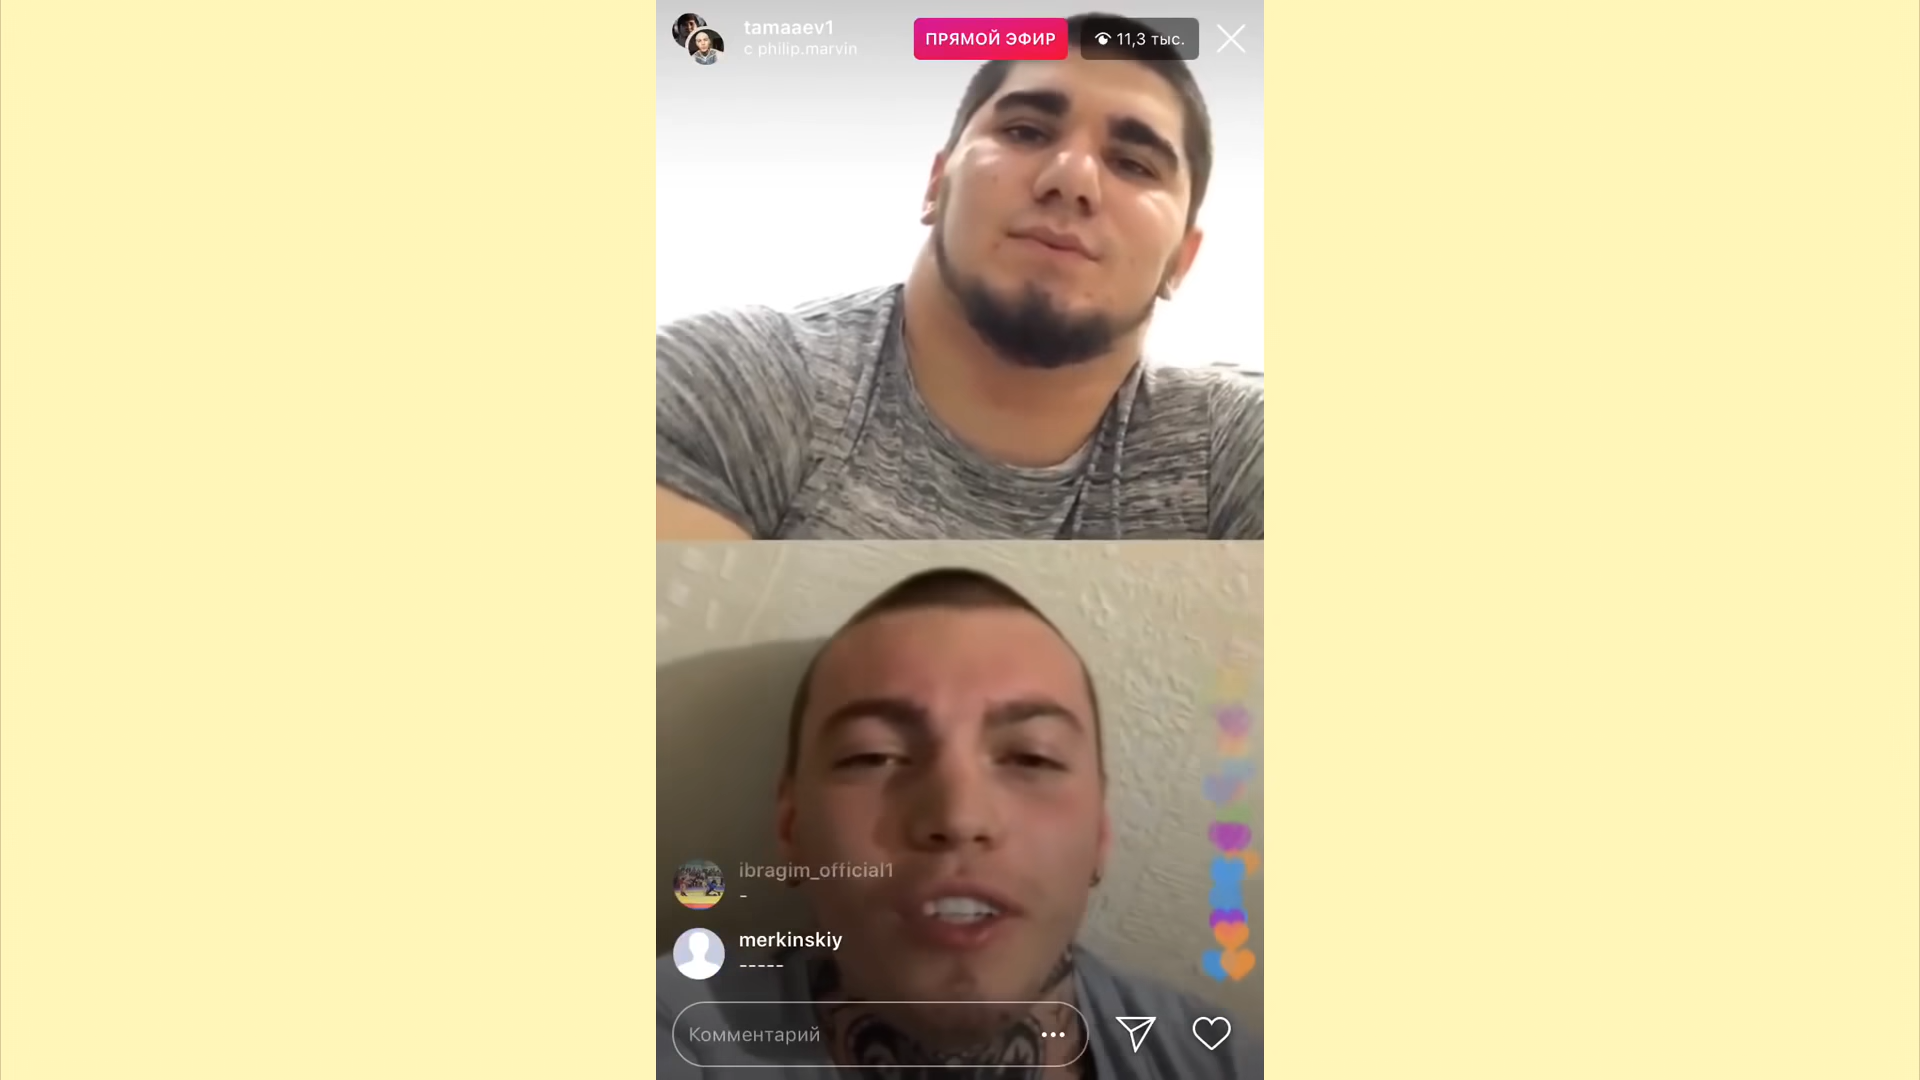 tamaaev1
с philip.marvin
ПРЯМОЙ ЭФИР
11,3 тыс.
ibragim_official1
-
merkinskiy
-----
Комментарий